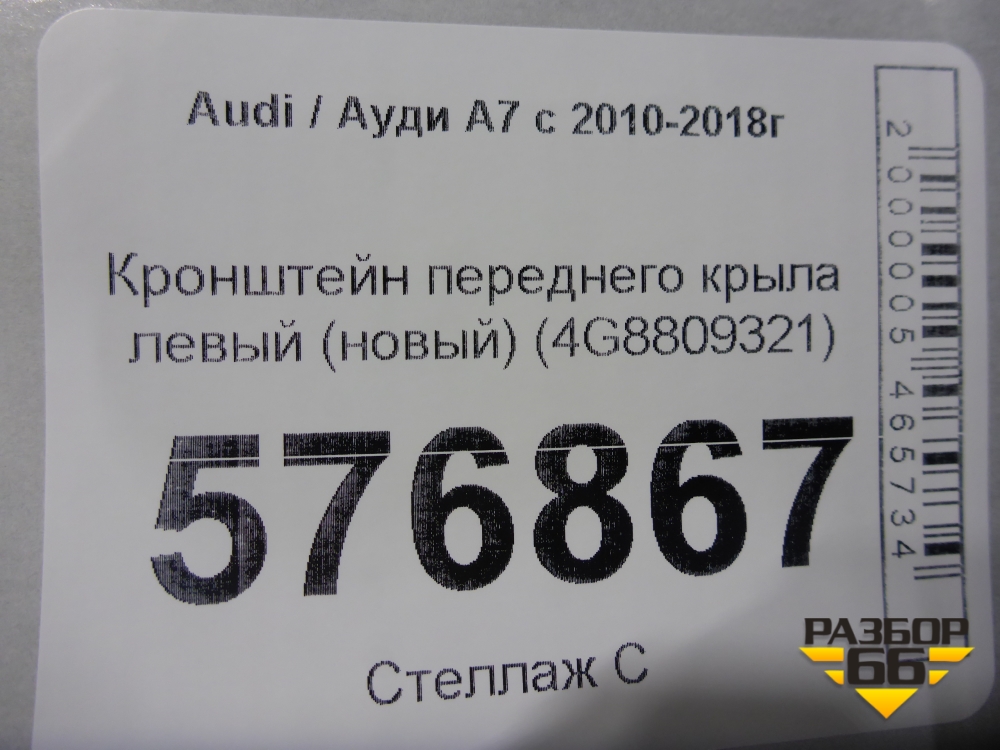 Audi / Ауди А7 с 2010-2018г
Кронштейн переднего крыла
левый (новый) (4G8809321)
576867
Стеллаж С
2000005465734
РАЗБОР
66